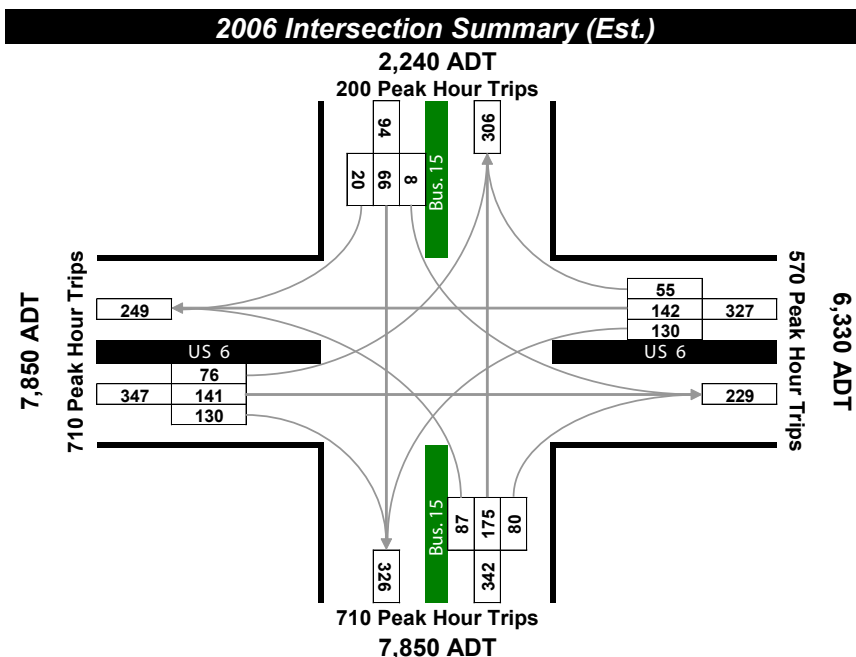 2006 Intersection Summary (Est.)
2,240 ADT
200 Peak Hour Trips
94
306
20 66 8
Bus. 15
7,850 ADT
710 Peak Hour Trips
249
55
142 327
130
570 Peak Hour Trips
6,330 ADT
US 6
US 6
76
347 141
130
229
Bus. 15
87 175 80
326
342
710 Peak Hour Trips
7,850 ADT